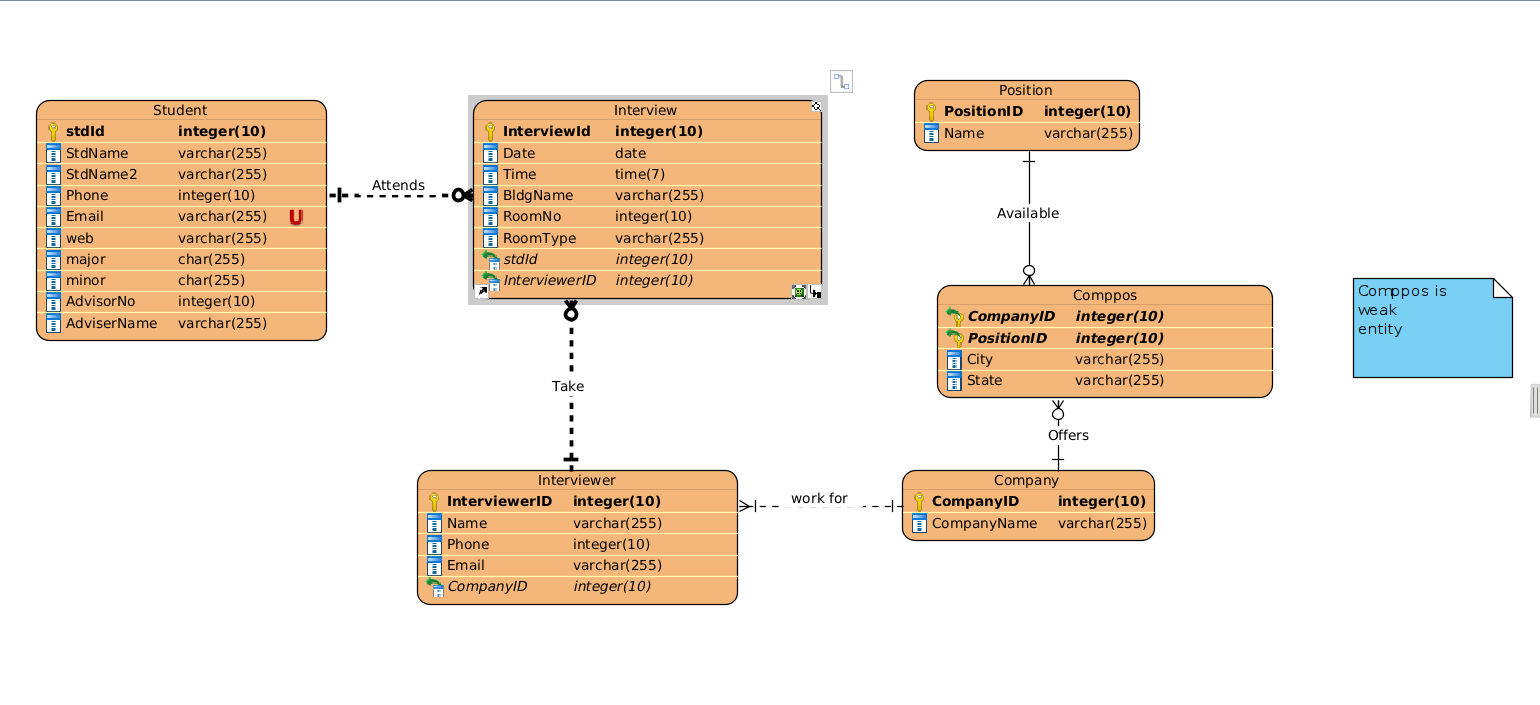 Student
stdId integer(10)
StdName varchar(255)
StdName2 varchar(255)
Phone integer(10)
Email varchar(255) U
web varchar(255)
major char(255)
minor char(255)
AdvisorNo integer(10)
AdviserName varchar(255)
Attends
Interview
InterviewId integer(10)
Date date
Time time(7)
BldgName varchar(255)
RoomNo integer(10)
RoomType varchar(255)
stdId integer(10)
InterviewerID integer(10)
Take
Interviewer
InterviewerID integer(10)
Name varchar(255)
Phone integer(10)
Email varchar(255)
CompanyID integer(10)
work for
Position
PositionID integer(10)
Name varchar(255)
Available
Comppos
CompanyID integer(10)
PositionID integer(10)
City varchar(255)
State varchar(255)
Offers
Company
CompanyID integer(10)
CompanyName varchar(255)
Comppos is
weak
entity